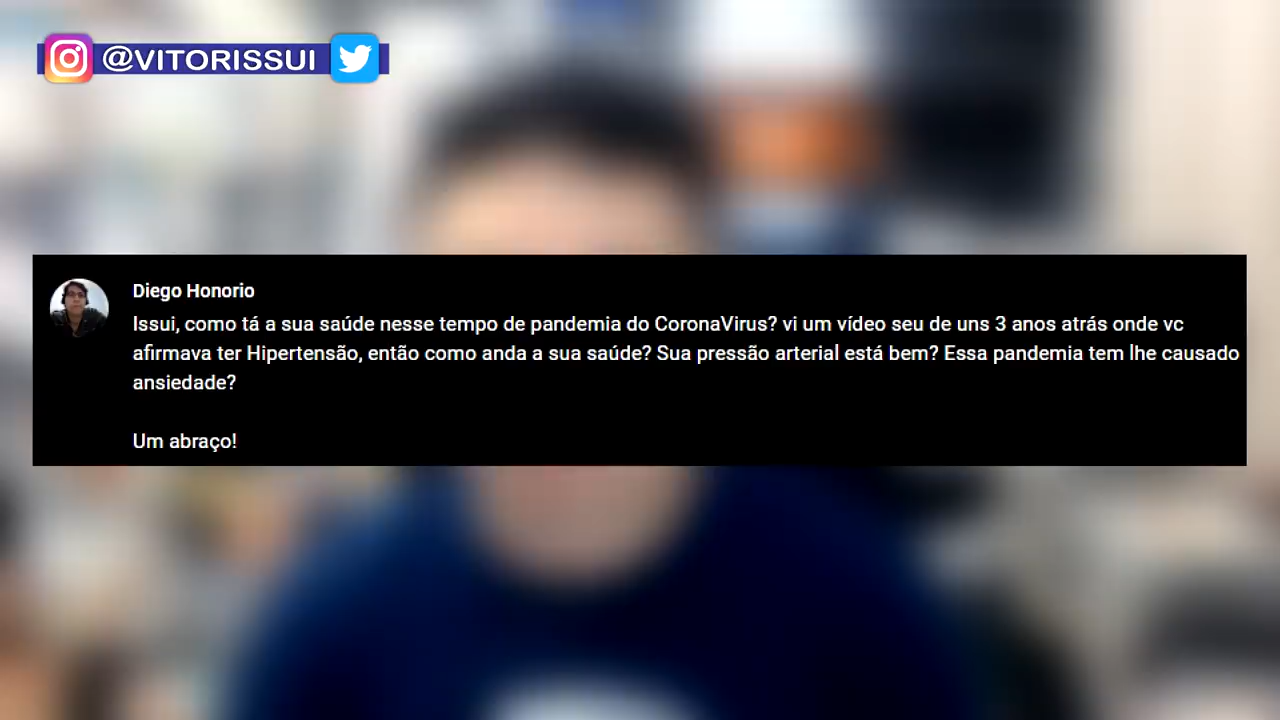 @VITORISSUI
Diego Honorio
Issui, como tá a sua saúde nesse tempo de pandemia do CoronaVirus? vi um vídeo seu de uns 3 anos atrás onde vc
afirmava ter Hipertensão, então como anda a sua saúde? Sua pressão arterial está bem? Essa pandemia tem lhe causado
ansiedade?
Um abraço!